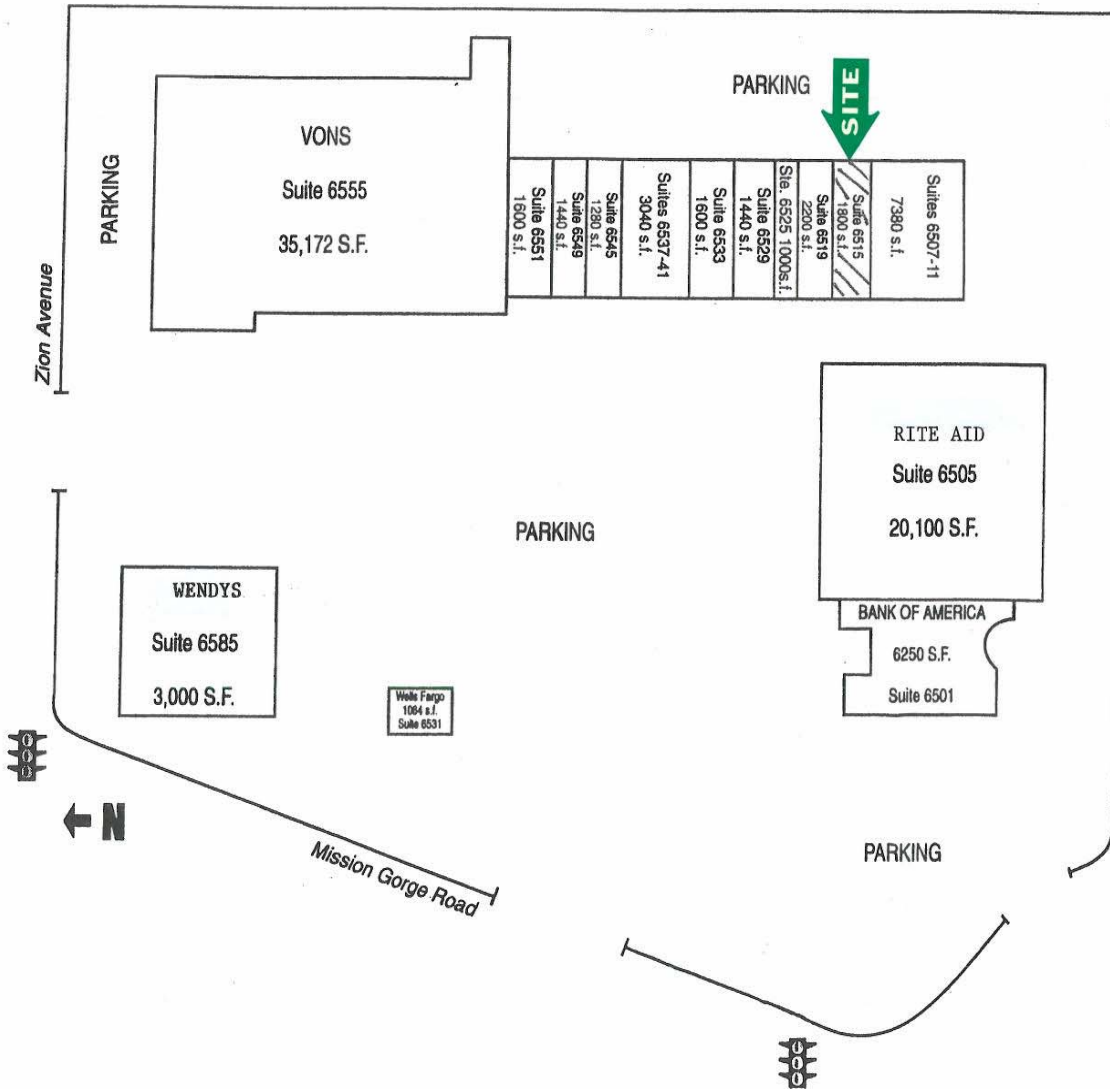 PARKING
SITE
VONS
Suite 6555
35,172 S.F.
PARKING
Zion Avenue
Suite 6551
1600 s.f.
Suite 6549
1440 s.f.
Suite 6545
1280 s.f.
Suites 6537-41
3040 s.f.
Suite 6533
1600 s.f.
Suite 6529
1440 s.f.
Ste. 6525 1000s.f.
Suite 6519
2200 s.f.
Suite 6515
1800 s.f.
Suites 6507-11
7380 s.f.
RITE AID
Suite 6505
20,100 S.F.
PARKING
WENDYS
Suite 6585
3,000 S.F.
BANK OF AMERICA
6250 S.F.
Suite 6501
Wells Fargo
1084 s.f.
Suite 6531
N
Mission Gorge Road
PARKING